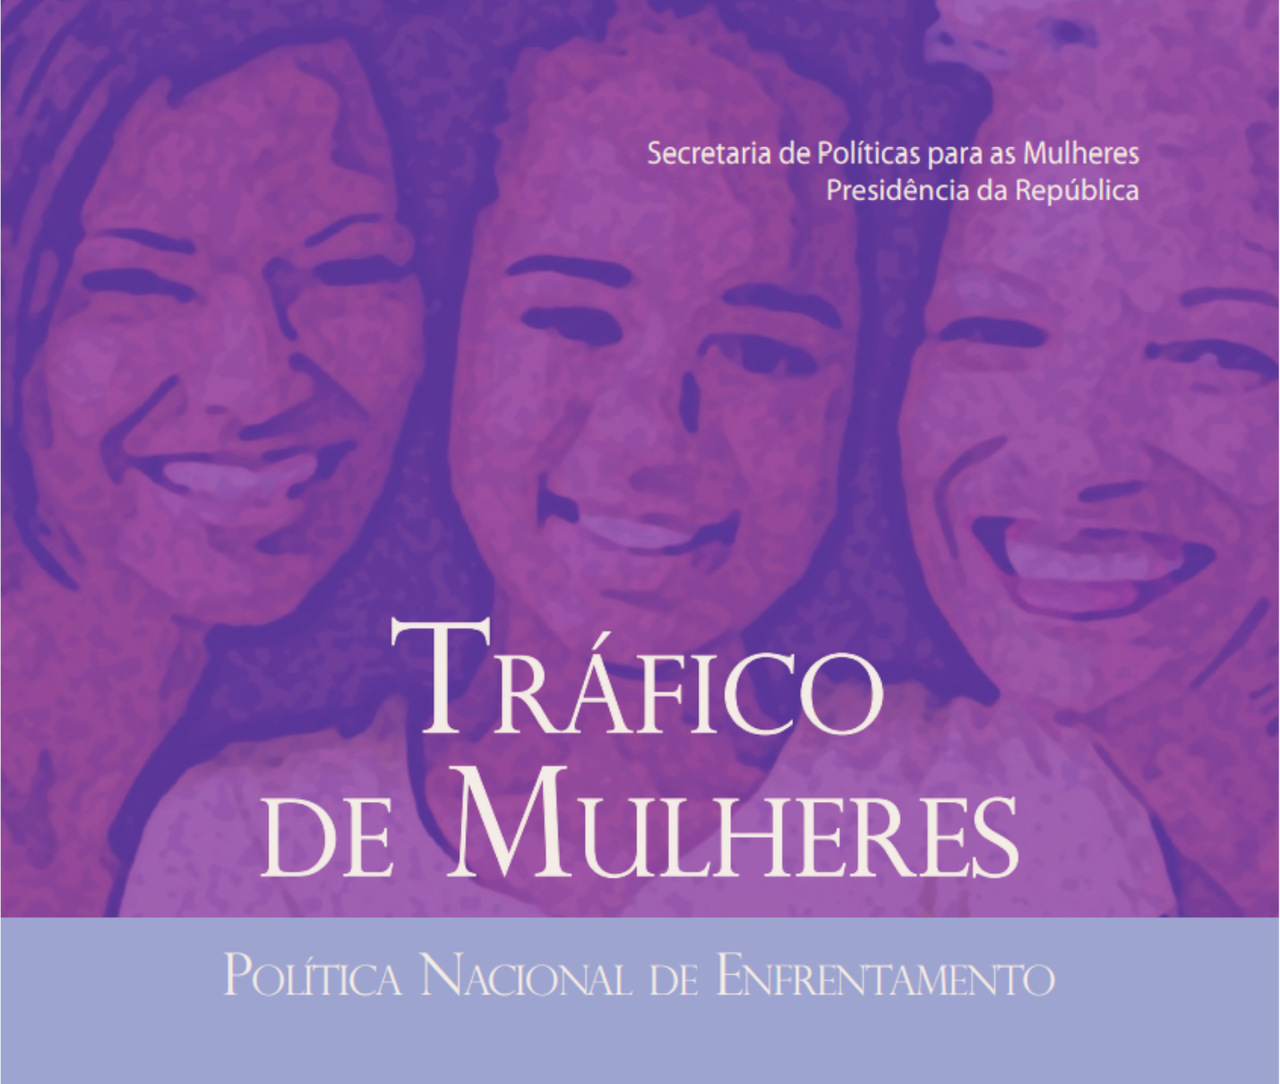 Secretaria de Políticas para as Mulheres
Presidência da República
Tráfico
de Mulheres
Política Nacional de Enfrentamento